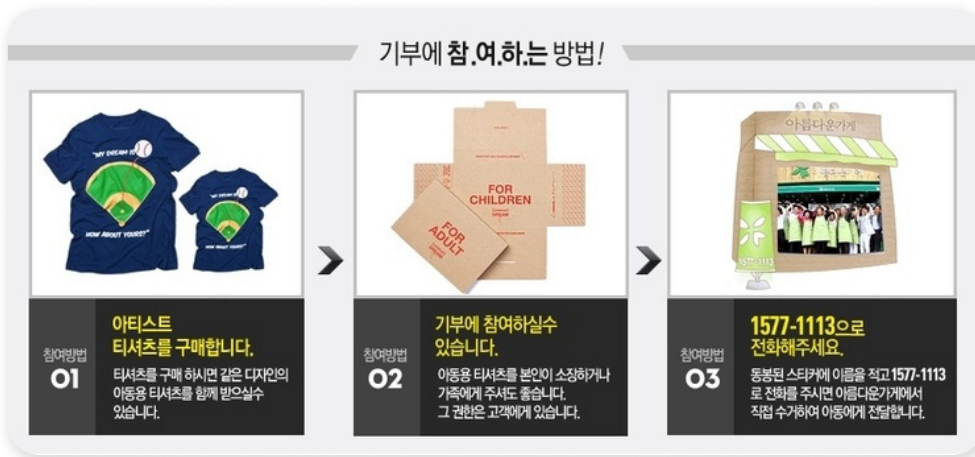 기부에 참.여.하.는 방법!
"MY DREAM IS
HOW ABOUT YOURS?"
"MY DREAM IS
HOW ABOUT YOURS?"
FOR
CHILDREN
FOR
ADULT
아름다운가게
1577-1113
참여방법
01
아티스트
티셔츠를 구매합니다.
티셔츠를 구매 하시면 같은 디자인의
아동용 티셔츠를 함께 받으실수
있습니다.
참여방법
02
기부에 참여하실수
있습니다.
아동용 티셔츠를 본인이 소장하거나
가족에게 주셔도 좋습니다.
그 권한은 고객에게 있습니다.
참여방법
03
1577-1113으로
전화해주세요.
동봉된 스티커에 이름을 적고 1577-1113
로 전화를 주시면 아름다운가게에서
직접 수거하여 아동에게 전달합니다.